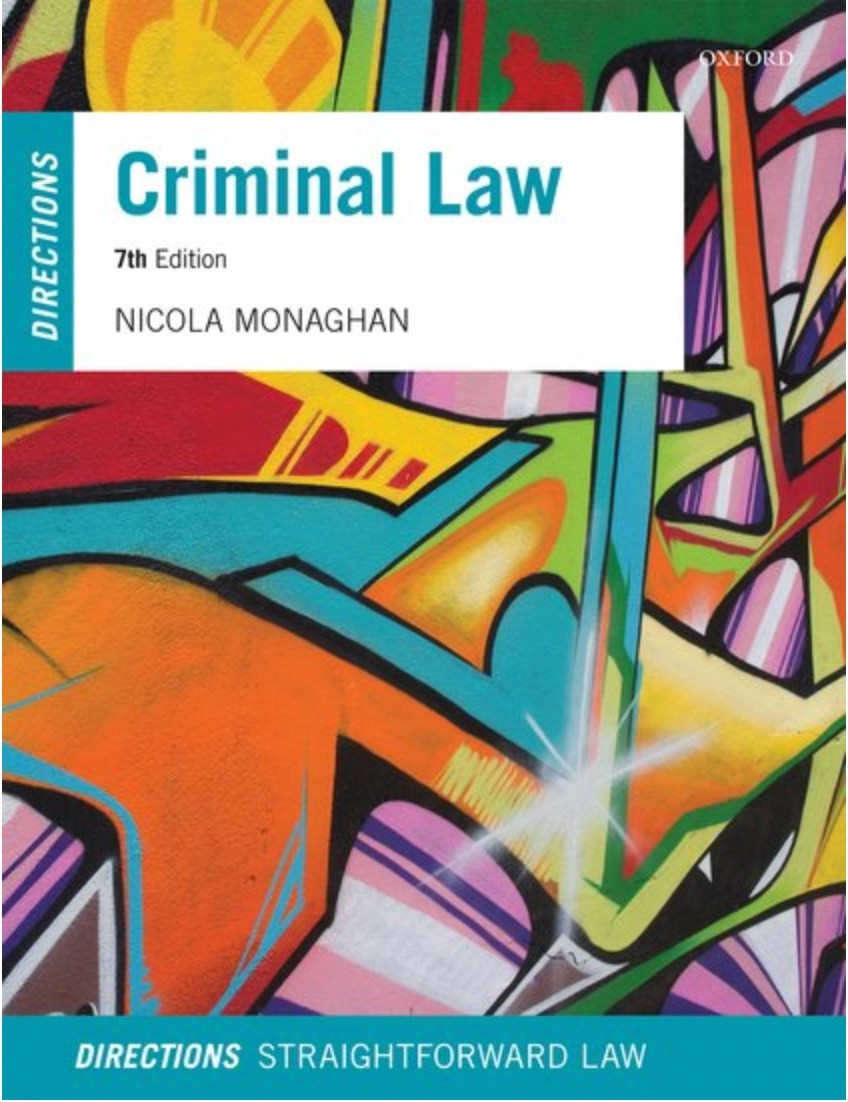 OXFORD
DIRECTIONS
Criminal Law
7th Edition
NICOLA MONAGHAN
DIRECTIONS STRAIGHTFORWARD LAW